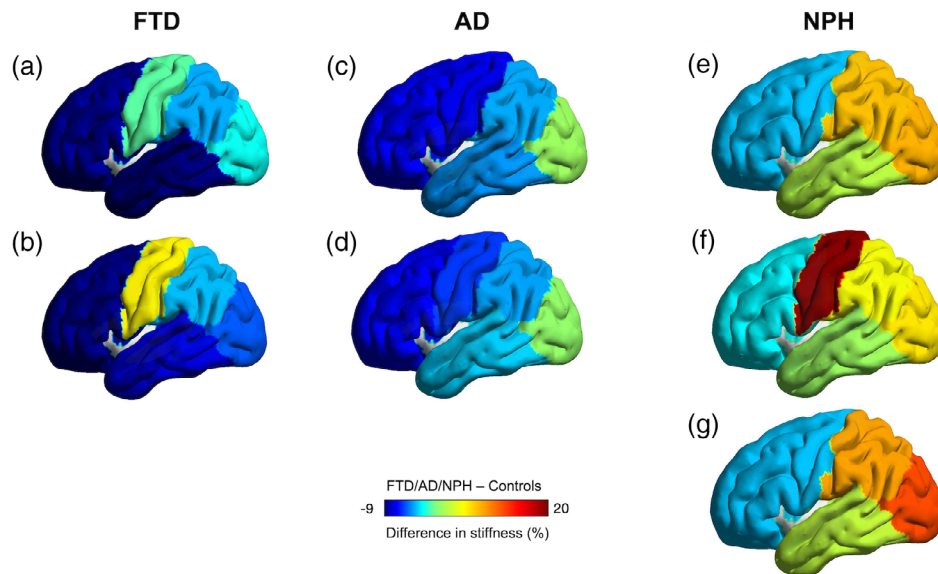 FTD AD NPH
(a) (c) (e)
(b) (d) (f)
(g)
FTD/AD/NPH – Controls
-9 20
Difference in stiffness (%)